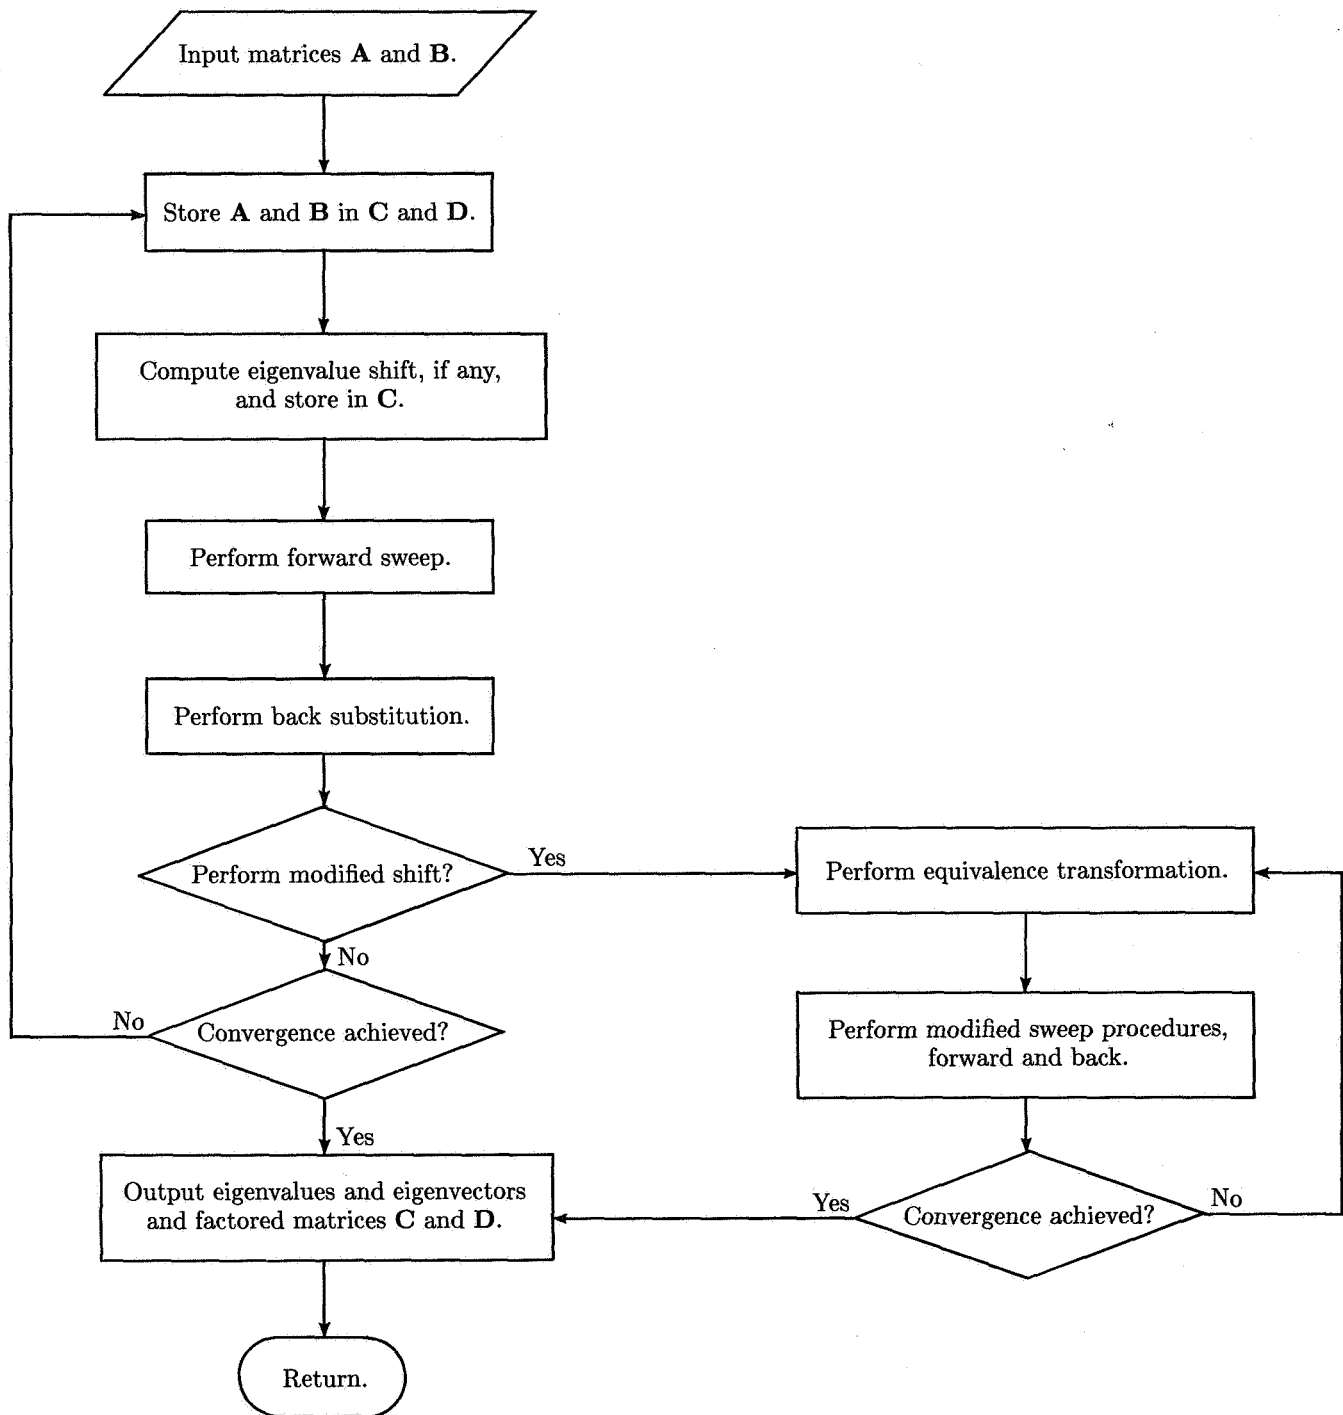 Input matrices A and B.
Store A and B in C and D.
Compute eigenvalue shift, if any,
and store in C.
Perform forward sweep.
Perform back substitution.
Perform modified shift?
Yes
No
Convergence achieved?
No
Yes
Output eigenvalues and eigenvectors
and factored matrices C and D.
Return.
Perform equivalence transformation.
Perform modified sweep procedures,
forward and back.
Convergence achieved?
Yes
No